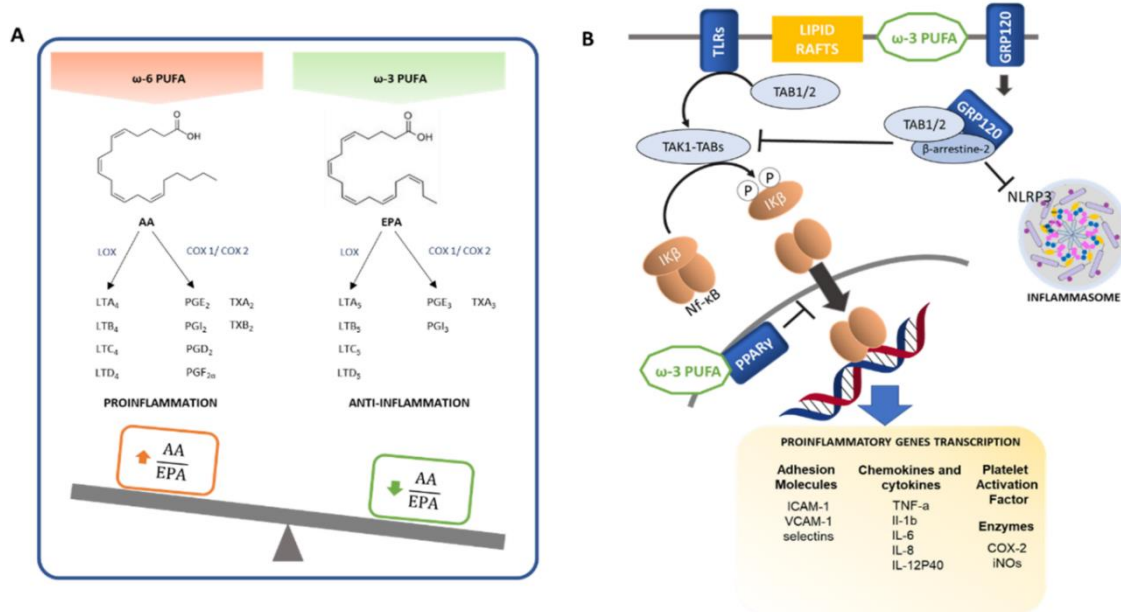 A
ω-6 PUFA
ω-3 PUFA
O
OH
O
OH
AA
EPA
LOX
COX 1/ COX 2
LOX
COX 1/ COX 2
LTA₄
PGE₂
TXA₂
LTA₅
PGE₃
TXA₃
LTB₄
PGI₂
TXB₂
LTB₅
PGI₃
LTC₄
PGD₂
LTC₅
LTD₄
PGF₂α
LTD₅
PROINFLAMMATION
ANTI-INFLAMMATION
AA
EPA
AA
EPA
B
TLRs
LIPID
RAFTS
ω-3 PUFA
GRP120
TAB1/2
TAB1/2
GRP120
β-arrestine-2
TAK1-TABs
P
P
IKβ
NLRP3
IKβ
Nf-κB
INFLAMMASOME
ω-3 PUFA
PPARγ
PROINFLAMMATORY GENES TRANSCRIPTION
Adhesion
Molecules
ICAM-1
VCAM-1
selectins
Chemokines and
cytokines
TNF-a
Il-1b
IL-6
IL-8
IL-12P40
Platelet
Activation
Factor
Enzymes
COX-2
iNOs